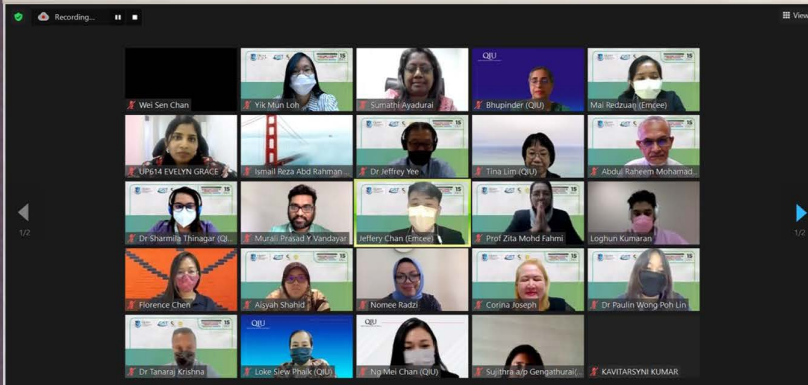 Recording...
View
Wei Sen Chan
Yik Mun Loh
Sumathi Ayadurai
QIU
Bhupinder (QIU)
Mai Redzuan (Emcee)
UP614 EVELYN GRACE
Ismail Reza Abd Rahman
Dr Jeffrey Yee
Tina Lim (QIU)
Abdul Raheem Mohamad...
Dr Sharmila Thinagar (QI...
Murali Prasad Y Vandayar
Jeffery Chan (Emcee)
Prof Zita Mohd Fahmi
Loghun Kumaran
1/2
1/2
Florence Chen
Aisyah Shahid
Nomee Radzi
Corina Joseph
Dr Paulin Wong Poh Lin
Dr Tanaraj Krishna
QIU
Loke Siew Phaik (QIU)
QIU
Ng Mei Chan (QIU)
Sujithra a/p Gengathurai(...
KAVITARSYNI KUMAR